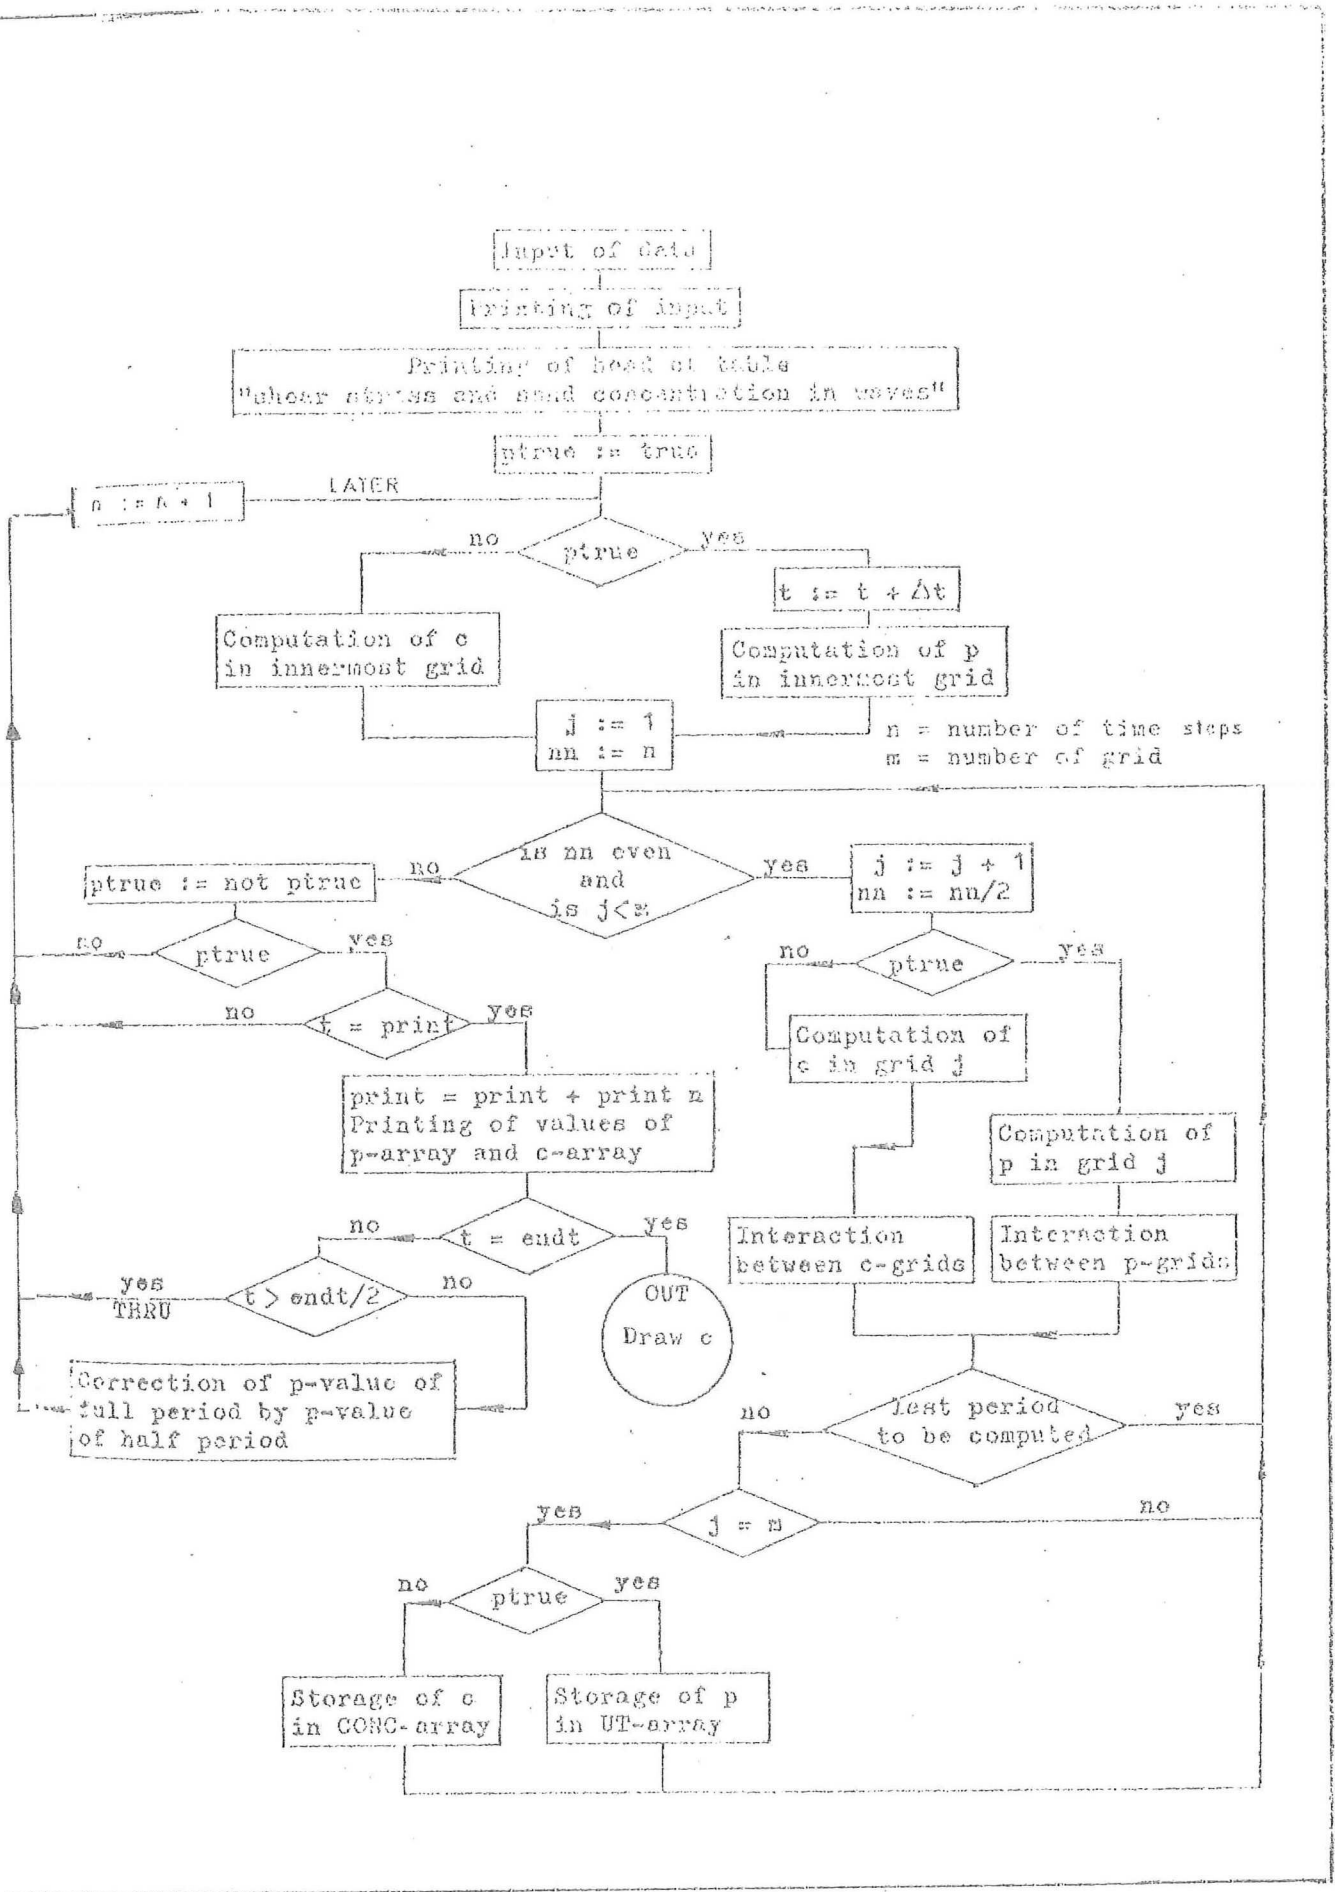 Input of data
Printing of input
Printing of head of table
"shear stress and sand concentration in waves"
ptrue := true
n := n + 1
LATER
no
ptrue
yes
t := t + Δt
Computation of c
in innermost grid
Computation of p
in innermost grid
j := 1
nn := n
n = number of time steps
m = number of grid
is nn even
and
is j<m
no
yes
ptrue := not ptrue
j := j + 1
nn := nn/2
no
ptrue
yes
no
ptrue
yes
no
t = print
yes
Computation of
c in grid j
print = print + print n
Printing of values of
p-array and c-array
Computation of
p in grid j
no
t = endt
yes
Interaction
between c-grids
Interaction
between p-grids
yes
THRU
t > endt/2
no
OUT
Draw c
Correction of p-value of
full period by p-value
of half period
no
last period
to be computed
yes
yes
j = m
no
no
ptrue
yes
Storage of c
in CONC-array
Storage of p
in UT-array